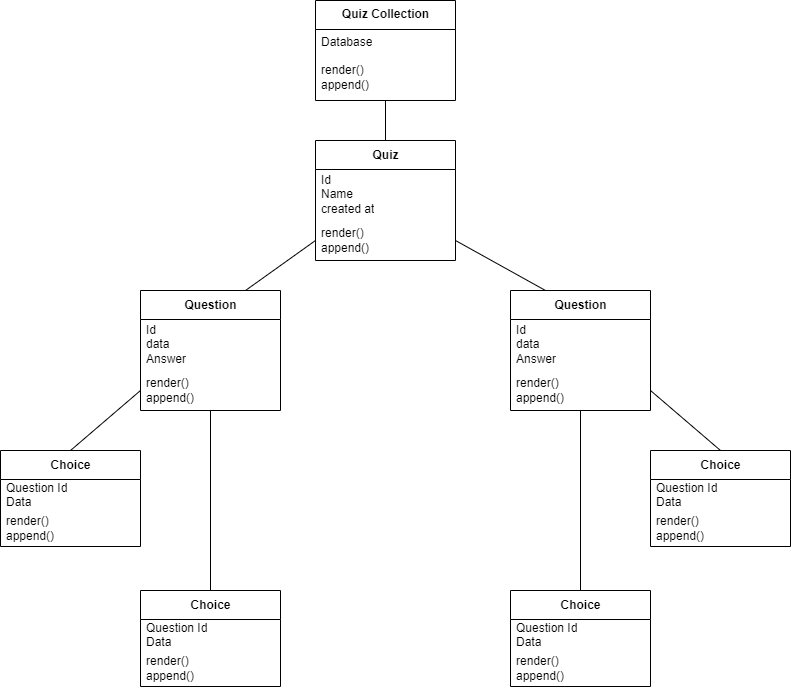 Quiz Collection
Database
render()
append()
Quiz
Id
Name
created at
render()
append()
Question
Id
data
Answer
render()
append()
Question
Id
data
Answer
render()
append()
Choice
Question Id
Data
render()
append()
Choice
Question Id
Data
render()
append()
Choice
Question Id
Data
render()
append()
Choice
Question Id
Data
render()
append()